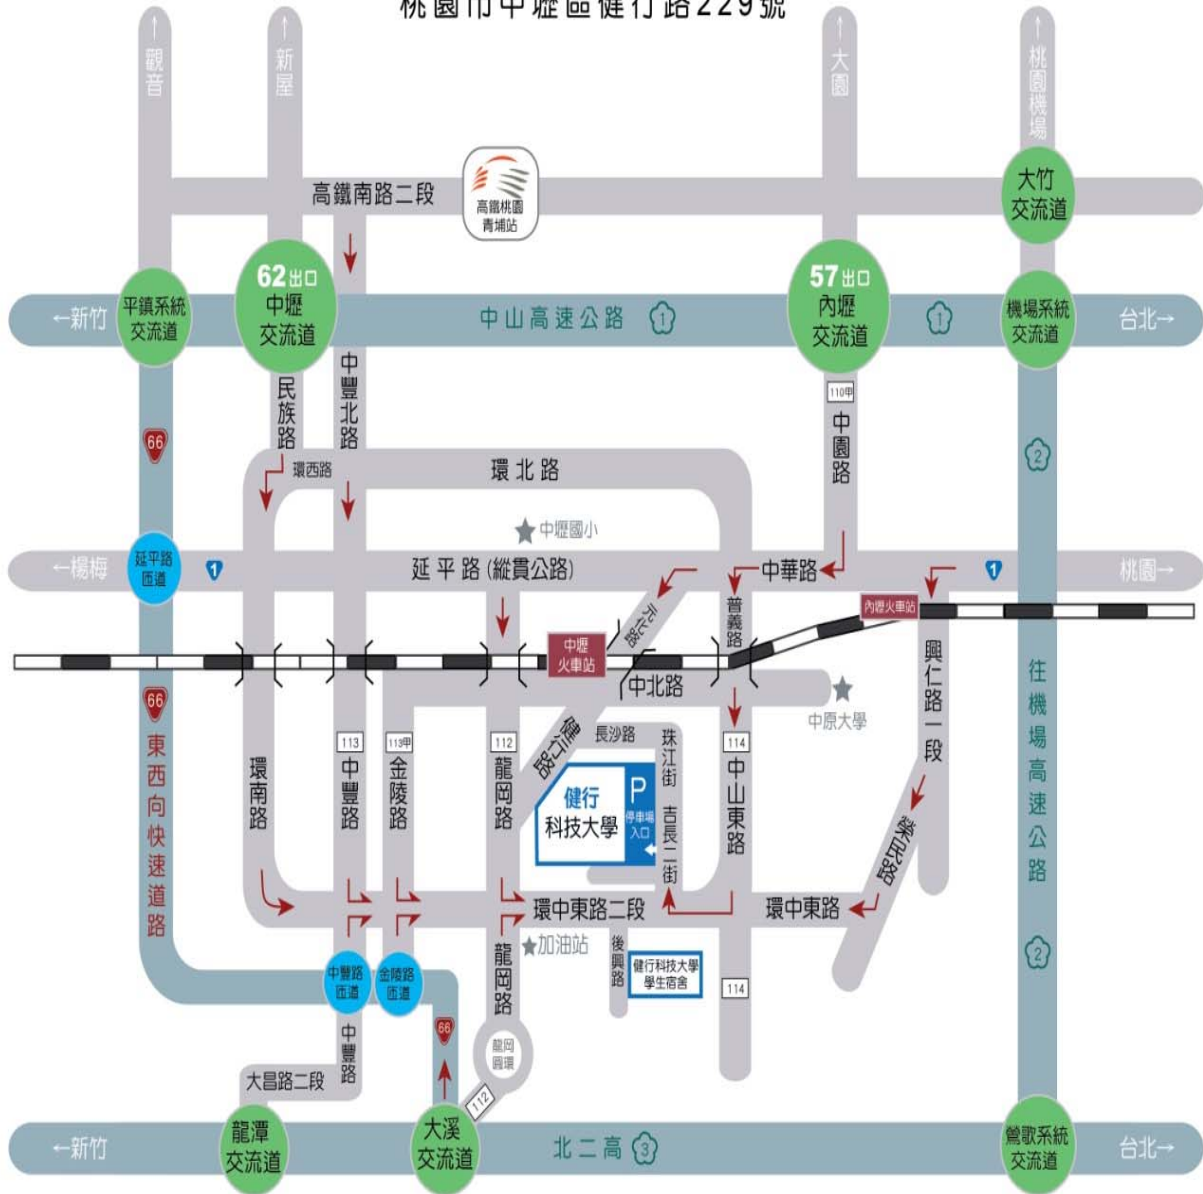 桃園市中壢區健行路229號
↑觀音
↑新屋
↑大園
↑桃園機場
高鐵南路二段
高鐵桃園
青埔站
大竹
交流道
←新竹
平鎮系統
交流道
62出口
中壢
交流道
中山高速公路 1
57出口
內壢
交流道
1
機場系統
交流道
台北→
民族路
中豐北路
110甲
中園路
66
2
環西路
環北路
中壢國小
←楊梅
延平路
匝道
1
延平路(縱貫公路)
中華路
1
桃園→
元化路
普義路
內壢火車站
中壢
火車站
中北路
中原大學
興仁路一段
往機場高速公路
66
東西向快速道路
環南路
113
中豐路
113甲
金陵路
112
龍岡路
健行路
長沙路
珠江街
吉長二街
114
中山東路
榮民路
健行
科技大學
P
停車場
入口
環中東路二段
環中東路
加油站
龍岡路
後興路
健行科技大學
學生宿舍
114
2
中豐路
匝道
金陵路
匝道
66
中豐路
龍岡
圓環
大昌路二段
112
←新竹
龍潭
交流道
大溪
交流道
北二高 3
鶯歌系統
交流道
台北→